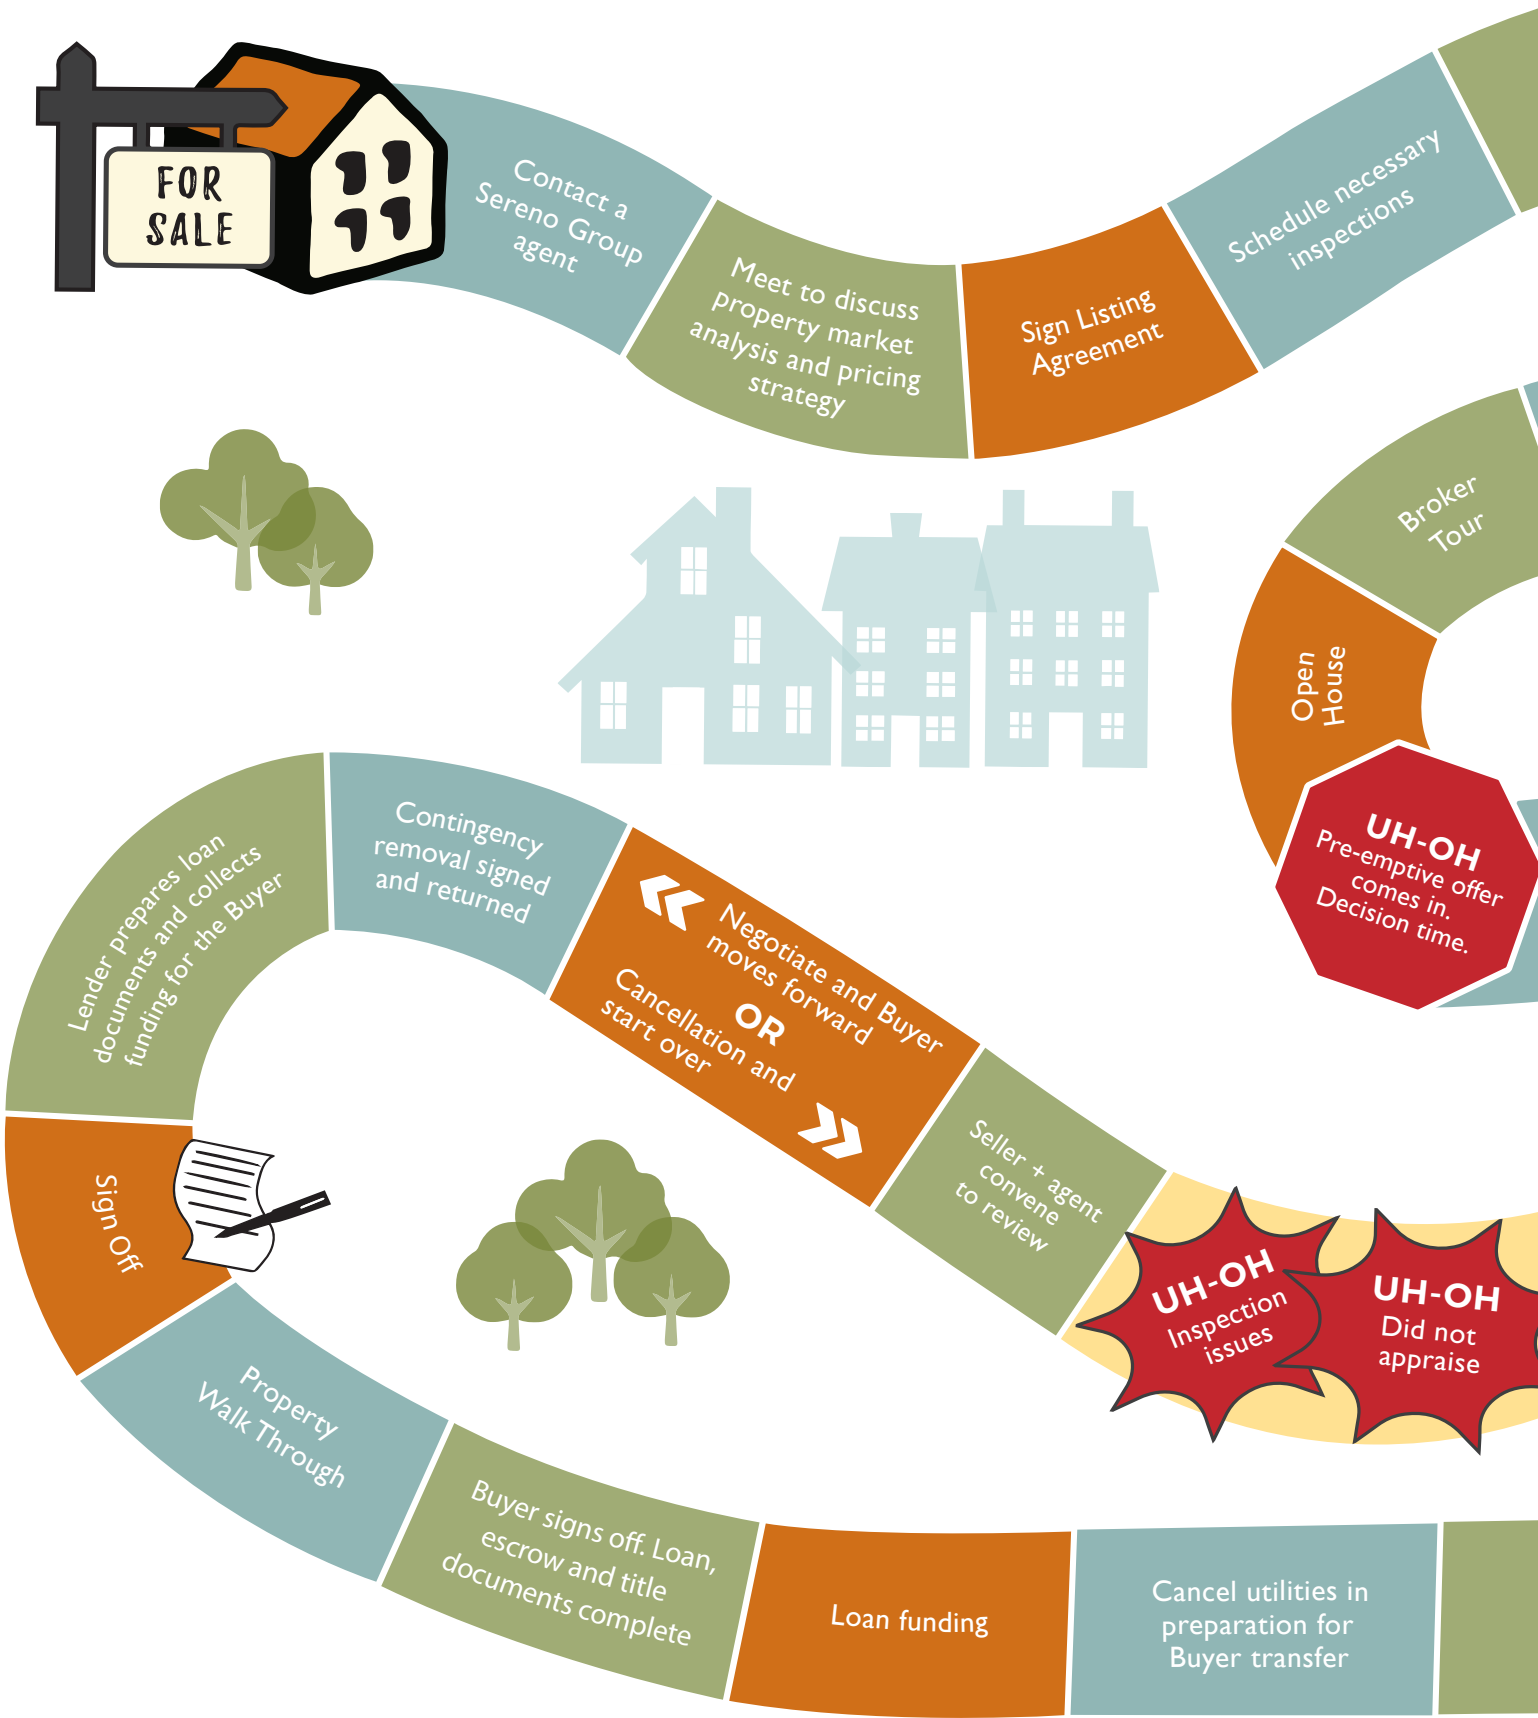 FOR
SALE
Contact a
Sereno Group
agent
Meet to discuss
property market
analysis and pricing
strategy
Sign Listing
Agreement
Schedule necessary
inspections
Broker
Tour
Open
House
UH-OH
Pre-emptive offer
comes in.
Decision time.
UH-OH
Did not
appraise
UH-OH
Inspection
issues
Seller + agent
convene
to review
Negotiate and Buyer
moves forward
OR
Cancellation and
start over
Contingency
removal signed
and returned
Lender prepares loan
documents and collects
funding for the Buyer
Sign Off
Property
Walk Through
Buyer signs off. Loan,
escrow and title
documents complete
Loan funding
Cancel utilities in
preparation for
Buyer transfer